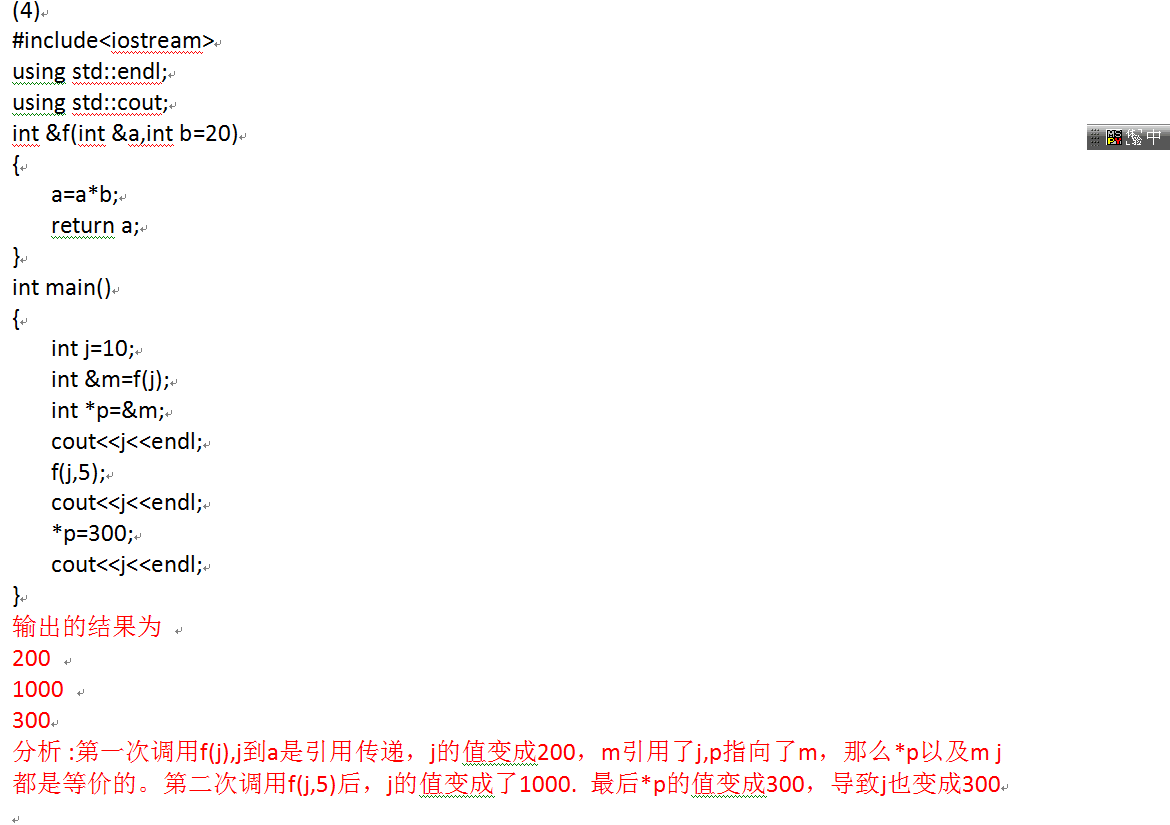 (4)
#include<iostream>
using std::endl;
using std::cout;
int &f(int &a,int b=20)
{
a=a*b;
return a;
}
int main()
{
int j=10;
int &m=f(j);
int *p=&m;
cout<<j<<endl;
f(j,5);
cout<<j<<endl;
*p=300;
cout<<j<<endl;
}
输出的结果为
200
1000
300
分析 :第一次调用f(j),j到a是引用传递，j的值变成200，m引用了j,p指向了m，那么*p以及m j
都是等价的。第二次调用f(j,5)后，j的值变成了1000. 最后*p的值变成300，导致j也变成300
中